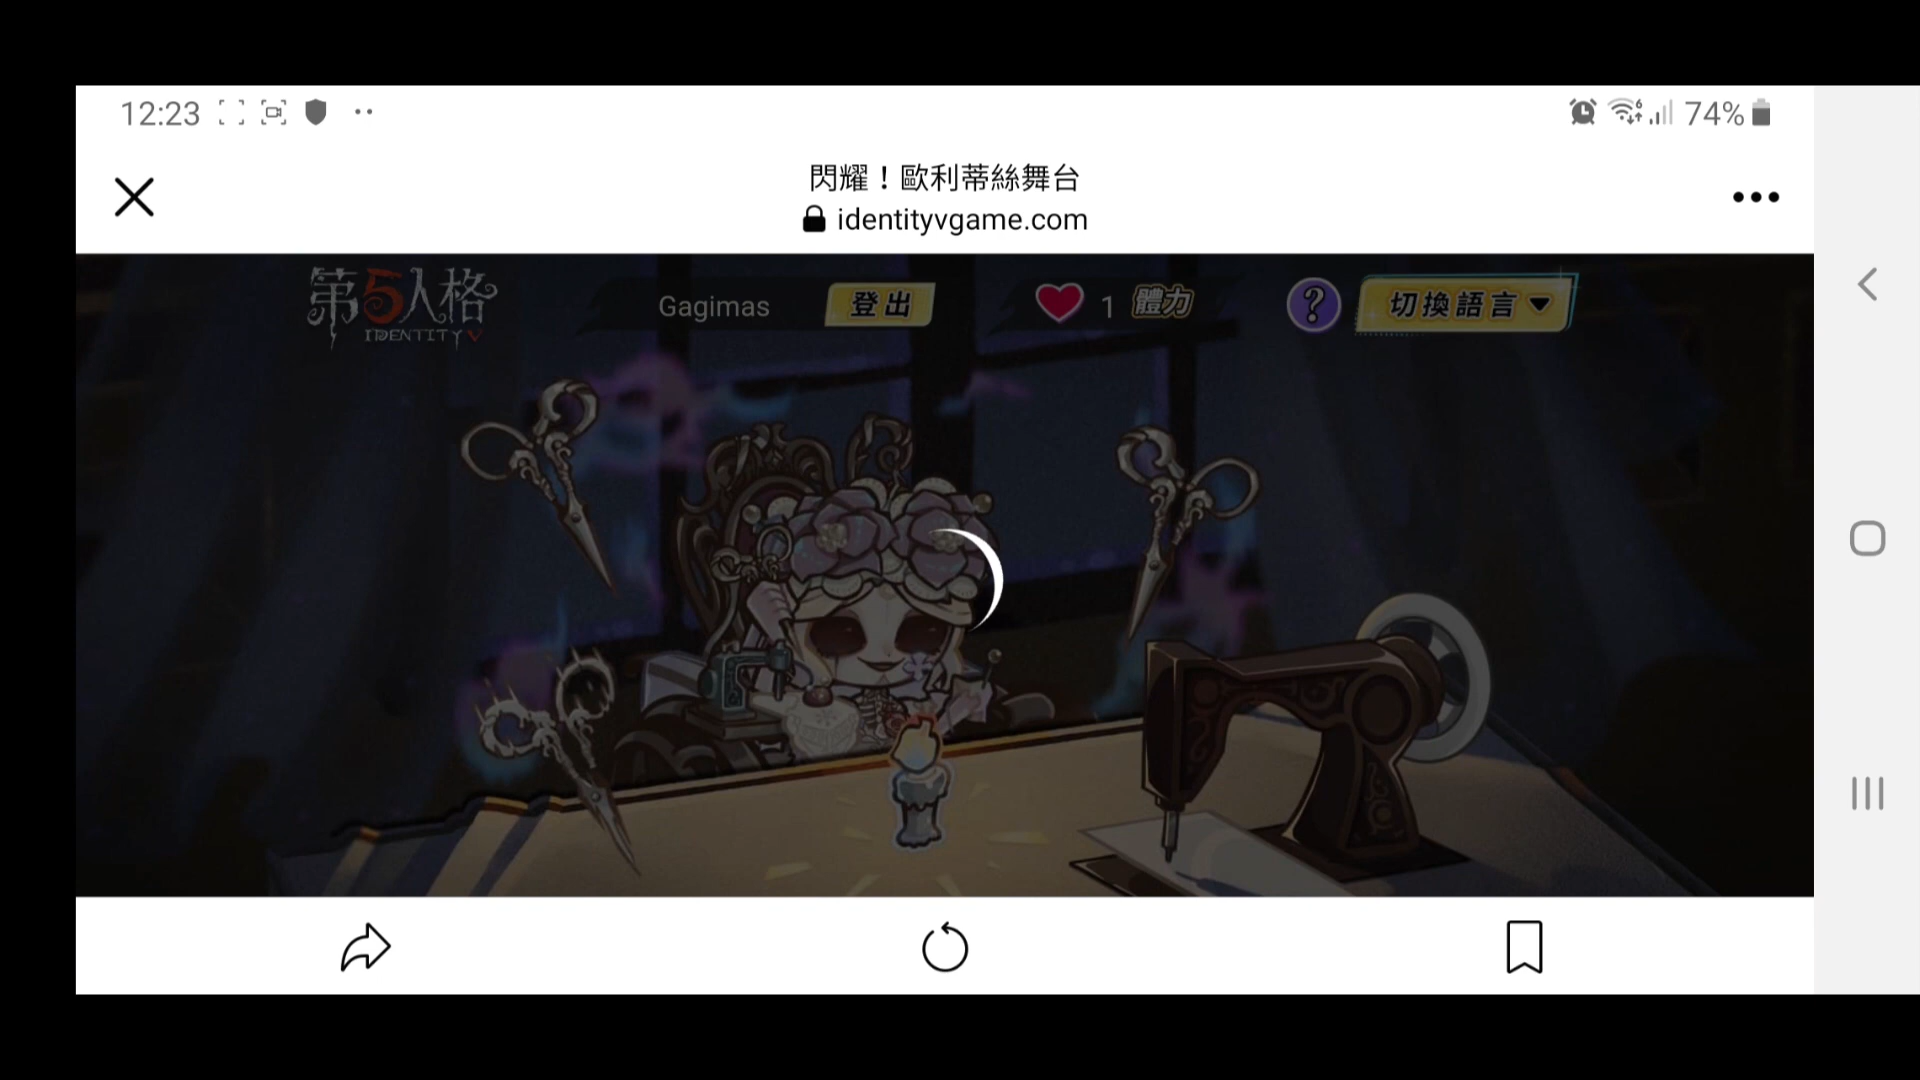 12:23
74%
閃耀！歐利蒂絲舞台
identityvgame.com
第5人格
IDENTITY V
Gagimas
登出
1 體力
?
切換語言